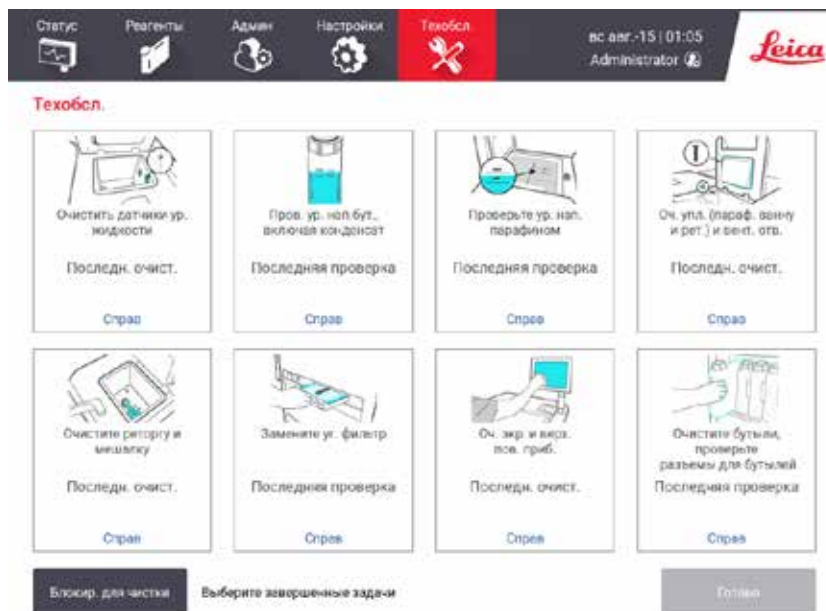 Статус Реагенты Админ Настройки Техобсл.
вс авг.-15 | 01:05
Administrator
Leica
Техобсл.
Очистить датчики ур.
жидкости
Последн. очист.
Справ
Пров. ур. нап.бут.,
включая конденсат
Последняя проверка
Справ
Проверьте ур. нап.
парафином
Последняя проверка
Справ
Оч. упл. (параф. ванну
и рет.) и вент. отв.
Последн. очист.
Справ
Очистите реторту и
мешалку
Последн. очист.
Справ
Замените уг. фильтр
Последняя проверка
Справ
Оч. экр. и верх.
пов. приб.
Последн. очист.
Справ
Очистите бутыли,
проверьте
разъемы для бутылей
Последняя проверка
Справ
Блокир. для чистки
Выберите завершенные задачи
Готово